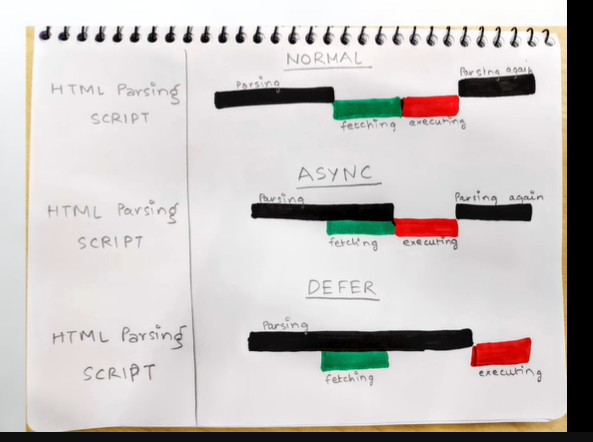 NORMAL
Parsing
Parsing again
HTML Parsing
SCRIPT
fetching executing
ASYNC
Parsing
Parsing again
HTML Parsing
SCRIPT
fetching executing
DEFER
Parsing
HTML Parsing
SCRIPT
fetching
executing